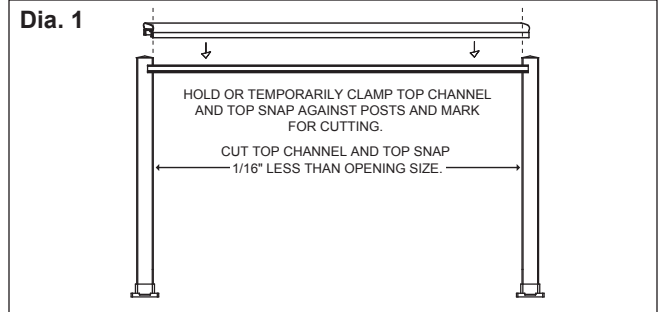 Dia. 1
HOLD OR TEMPORARILY CLAMP TOP CHANNEL
AND TOP SNAP AGAINST POSTS AND MARK
FOR CUTTING.
CUT TOP CHANNEL AND TOP SNAP
1/16" LESS THAN OPENING SIZE.